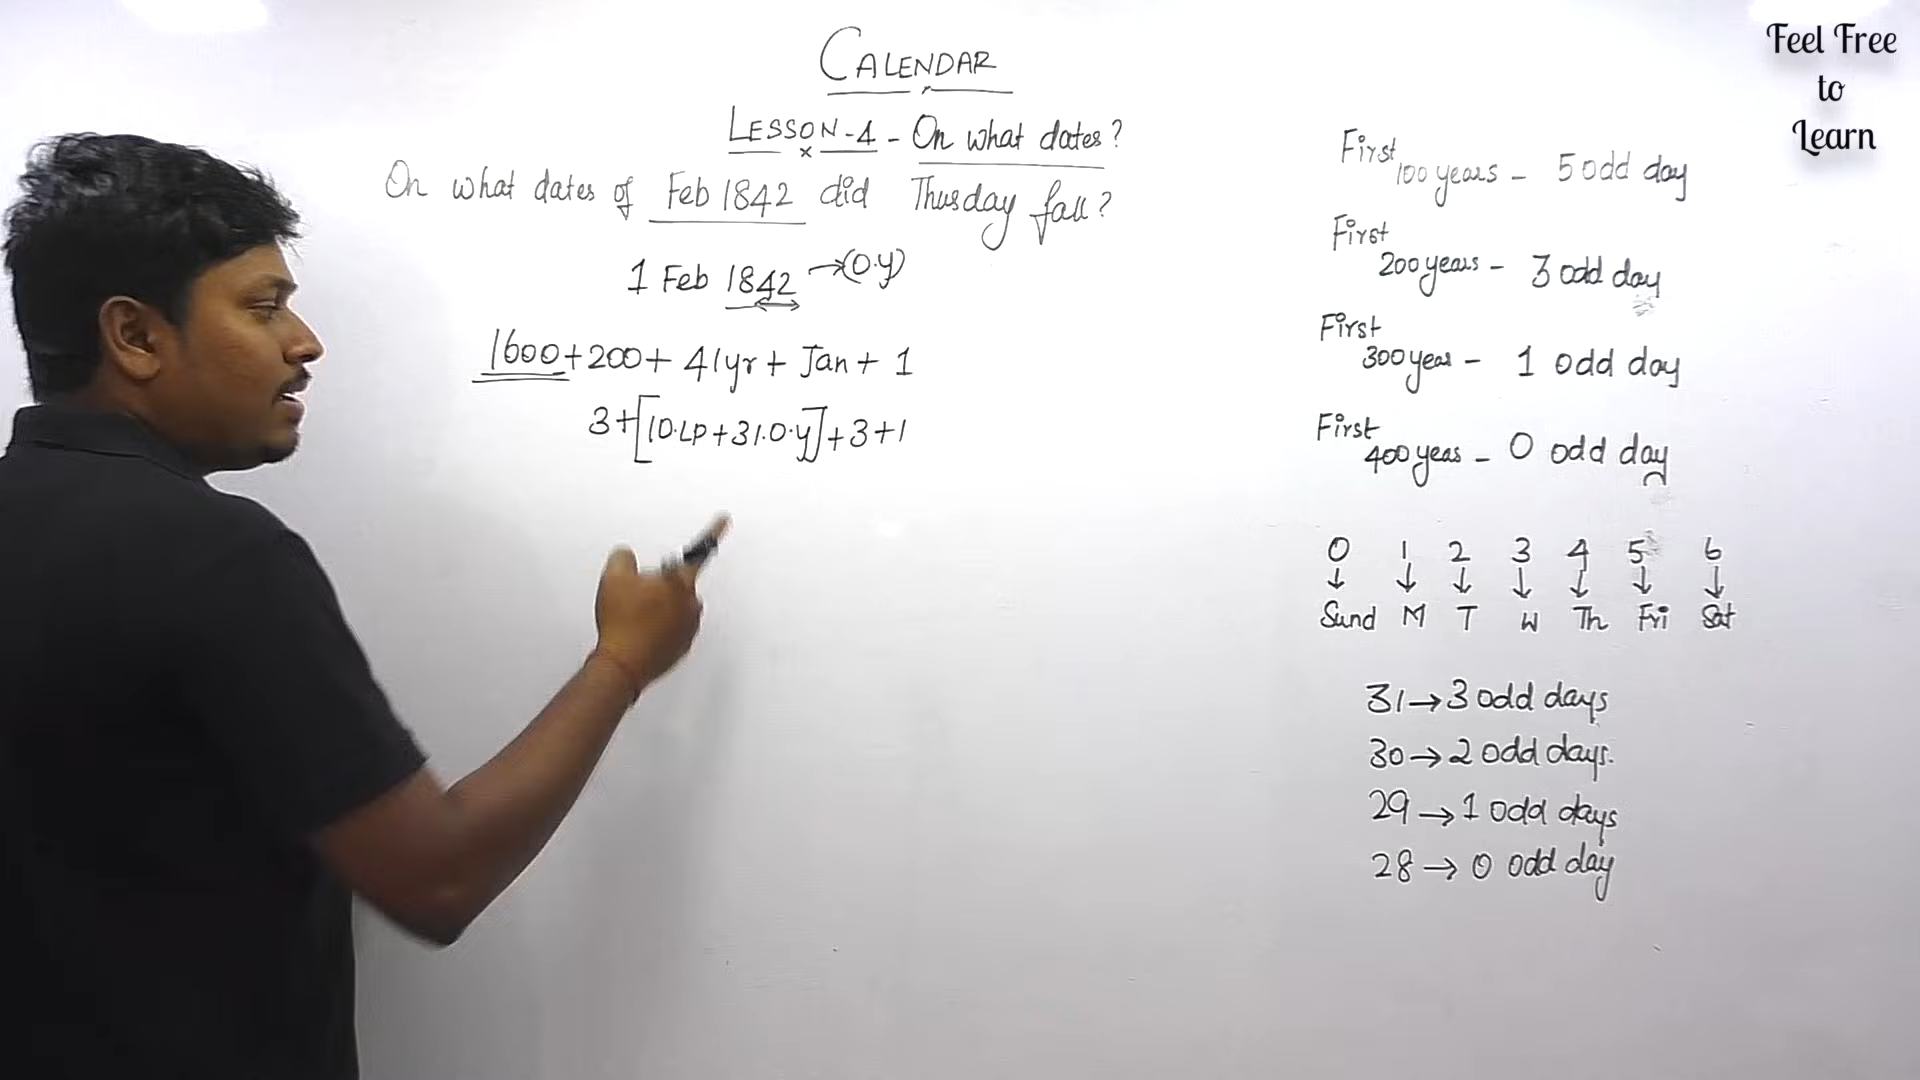 CALENDAR
LESSON-4 - On what dates?
On what dates of Feb 1842 did Thusday fall?
1 Feb 1842 →(O.y)
1600+200+ 41yr + Jan + 1
3+[10.LP+31.O.y]+3+1
Feel Free
to
Learn
First
100 years - 5 odd day
First
200 years - 3 odd day
First
300 year - 1 odd day
First
400 yeas - 0 odd day
0 1 2 3 4 5 6
↓ ↓ ↓ ↓ ↓ ↓ ↓
Sund M T W Th Fri Sat
31→3 odd days
30→2 odd days.
29→1 odd days
28→0 odd day